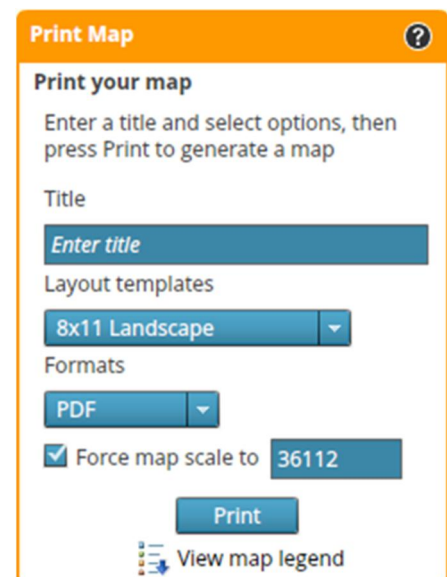 Print Map ?
Print your map
Enter a title and select options, then
press Print to generate a map
Title
Enter title
Layout templates
8x11 Landscape
Formats
PDF
Force map scale to 36112
Print
View map legend